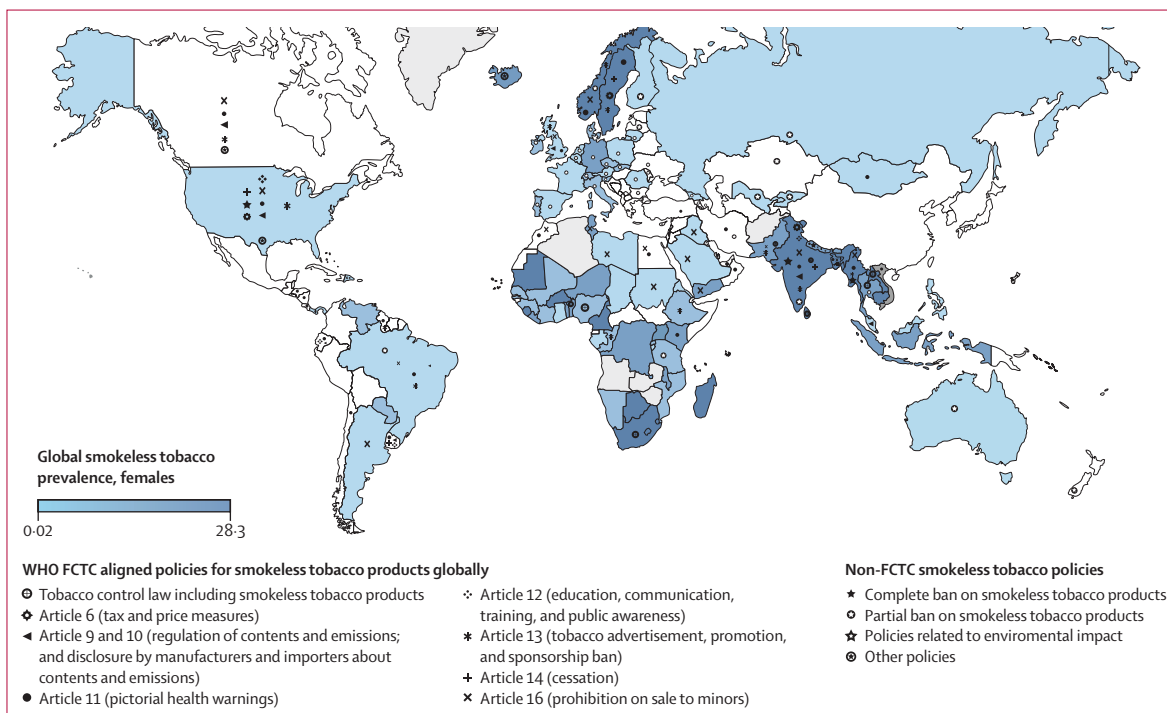 Global smokeless tobacco
prevalence, females
0·02 28·3
WHO FCTC aligned policies for smokeless tobacco products globally
Tobacco control law including smokeless tobacco products
Article 6 (tax and price measures)
Article 9 and 10 (regulation of contents and emissions;
and disclosure by manufacturers and importers about
contents and emissions)
Article 11 (pictorial health warnings)
Article 12 (education, communication,
training, and public awareness)
Article 13 (tobacco advertisement, promotion,
and sponsorship ban)
Article 14 (cessation)
Article 16 (prohibition on sale to minors)
Non-FCTC smokeless tobacco policies
Complete ban on smokeless tobacco products
Partial ban on smokeless tobacco products
Policies related to enviromental impact
Other policies